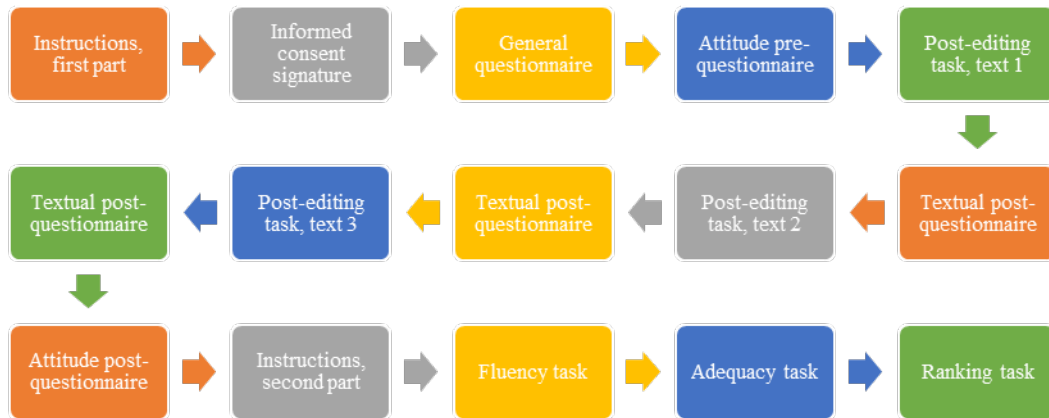 Instructions,
first part
Informed
consent
signature
General
questionnaire
Attitude pre-
questionnaire
Post-editing
task, text 1
Textual post-
questionnaire
Post-editing
task, text 2
Textual post-
questionnaire
Post-editing
task, text 3
Textual post-
questionnaire
Attitude post-
questionnaire
Instructions,
second part
Fluency task
Adequacy task
Ranking task